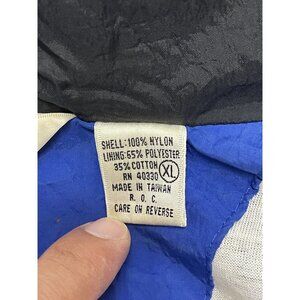 SHELL: 100% NYLON
LINING: 65% POLYESTER
35% COTTON XL
RN 40330
MADE IN TAIWAN
R. O. C.
CARE ON REVERSE